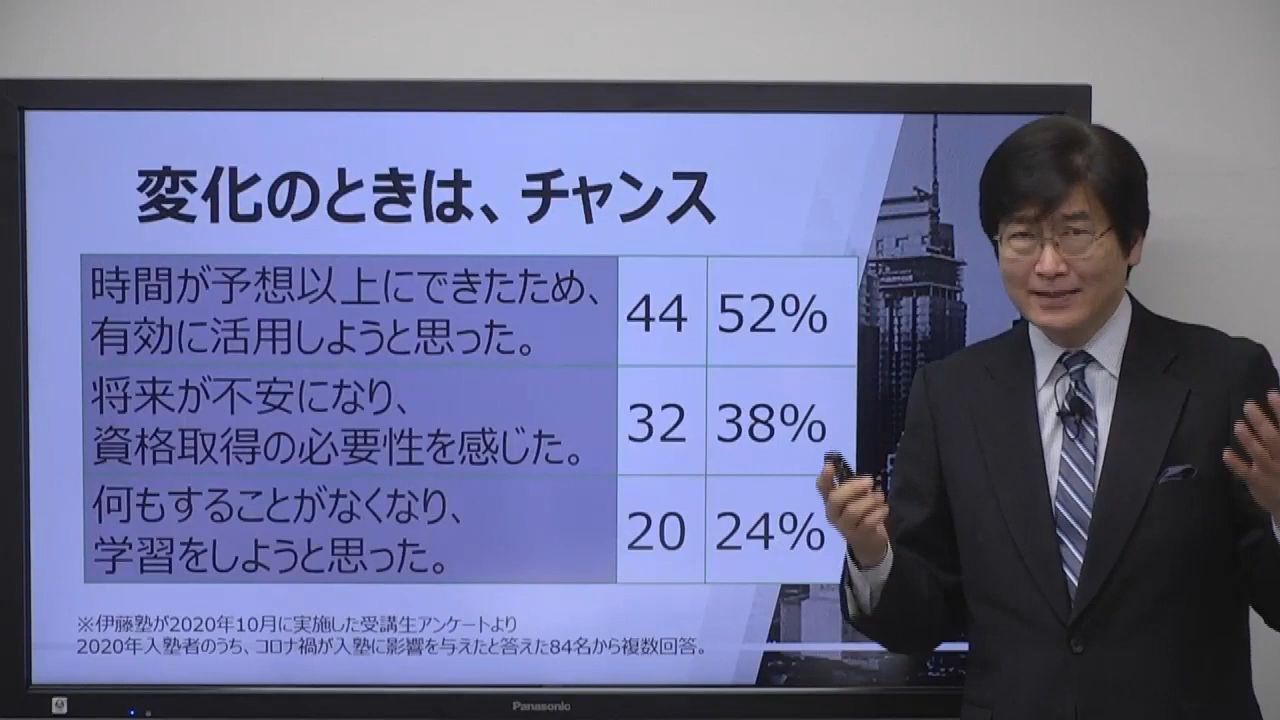 変化のときは、チャンス
時間が予想以上にできたため、
有効に活用しようと思った。
44
52%
将来が不安になり、
資格取得の必要性を感じた。
32
38%
何もすることがなくなり、
学習をしようと思った。
20
24%
※伊藤塾が2020年10月に実施した受講生アンケートより
2020年入塾者のうち、コロナ禍が入塾に影響を与えたと答えた84名から複数回答。
Panasonic